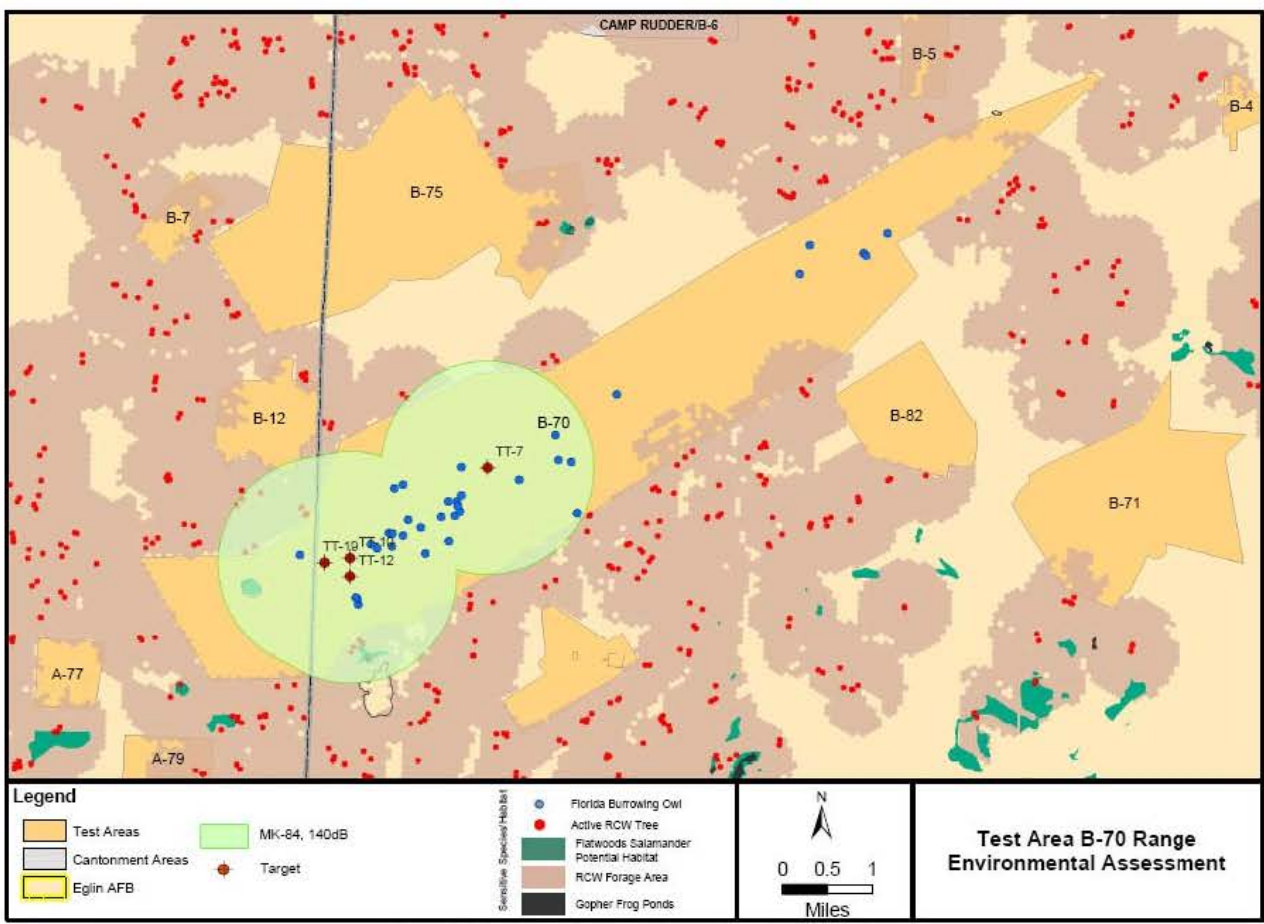 CAMP RUDDER/B-6
B-5
B-4
B-75
B-7
B-12
B-70
TT-7
B-82
B-71
TT-19
TT-10
TT-12
A-77
A-79
Legend
Test Areas
Cantonment Areas
Eglin AFB
MK-84, 140dB
Target
Sensitive Species/Habitat
Florida Burrowing Owl
Active RCW Tree
Flatwoods Salamander
Potential Habitat
RCW Forage Area
Gopher Frog Ponds
N
0 0.5 1
Miles
Test Area B-70 Range
Environmental Assessment